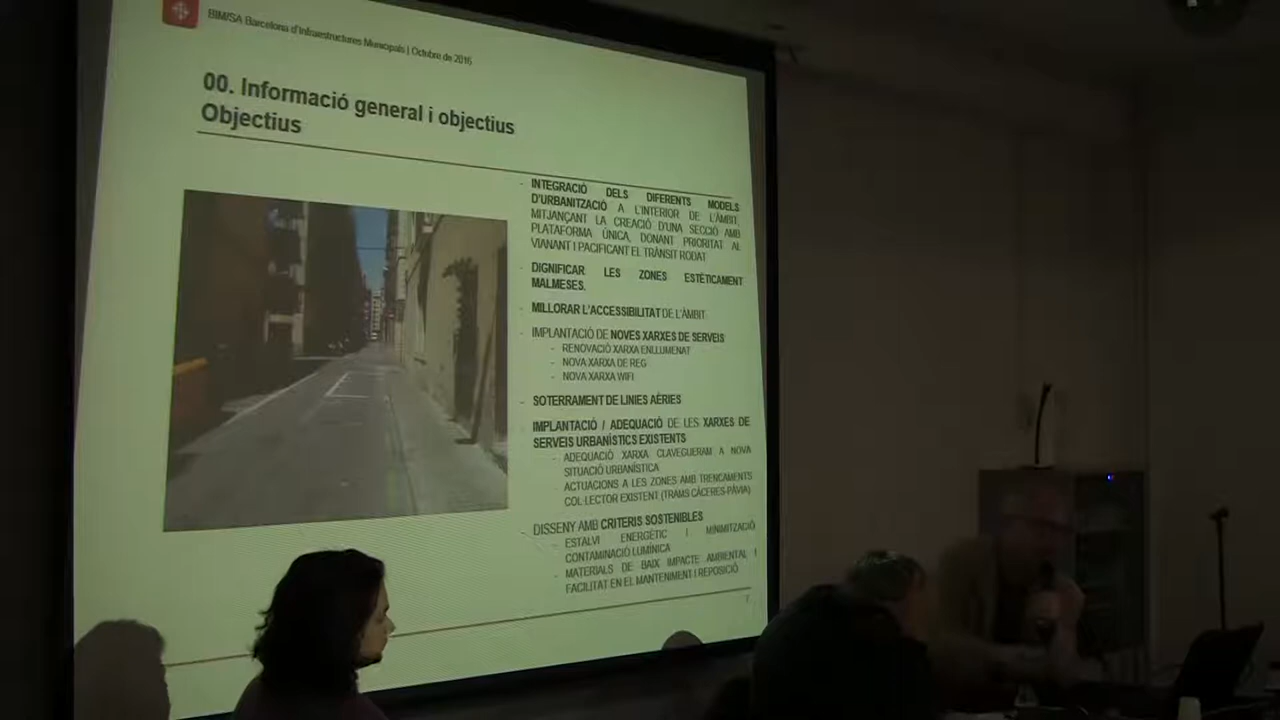 BIM/SA Barcelona d'Infraestructures Municipals | Octubre de 2016
00. Informació general i objectius
Objectius
- INTEGRACIÓ DELS DIFERENTS MODELS
D'URBANITZACIÓ A L'INTERIOR DE L'ÀMBIT,
MITJANÇANT LA CREACIÓ D'UNA SECCIÓ AMB
PLATAFORMA ÚNICA, DONANT PRIORITAT AL
VIANANT I PACIFICANT EL TRÀNSIT RODAT
- DIGNIFICAR LES ZONES ESTÈTICAMENT
MALMESES.
- MILLORAR L'ACCESSIBILITAT DE L'ÀMBIT
- IMPLANTACIÓ DE NOVES XARXES DE SERVEIS
- RENOVACIÓ XARXA ENLLUMENAT
- NOVA XARXA DE REG
- NOVA XARXA WIFI
- SOTERRAMENT DE LINIES AÈRIES
- IMPLANTACIÓ / ADEQUACIÓ DE LES XARXES DE
SERVEIS URBANÍSTICS EXISTENTS
- ADEQUACIÓ XARXA CLAVEGUERAM A NOVA
SITUACIÓ URBANÍSTICA
- ACTUACIONS A LES ZONES AMB TRENCAMENTS
COL·LECTOR EXISTENT (TRAMS CÀCERES-PAVIA)
- DISSENY AMB CRITERIS SOSTENIBLES
- ESTALVI ENERGÈTIC I MINIMITZACIÓ
CONTAMINACIÓ LUMÍNICA
- MATERIALS DE BAIX IMPACTE AMBIENTAL I
FACILITAT EN EL MANTENIMENT I REPOSICIÓ